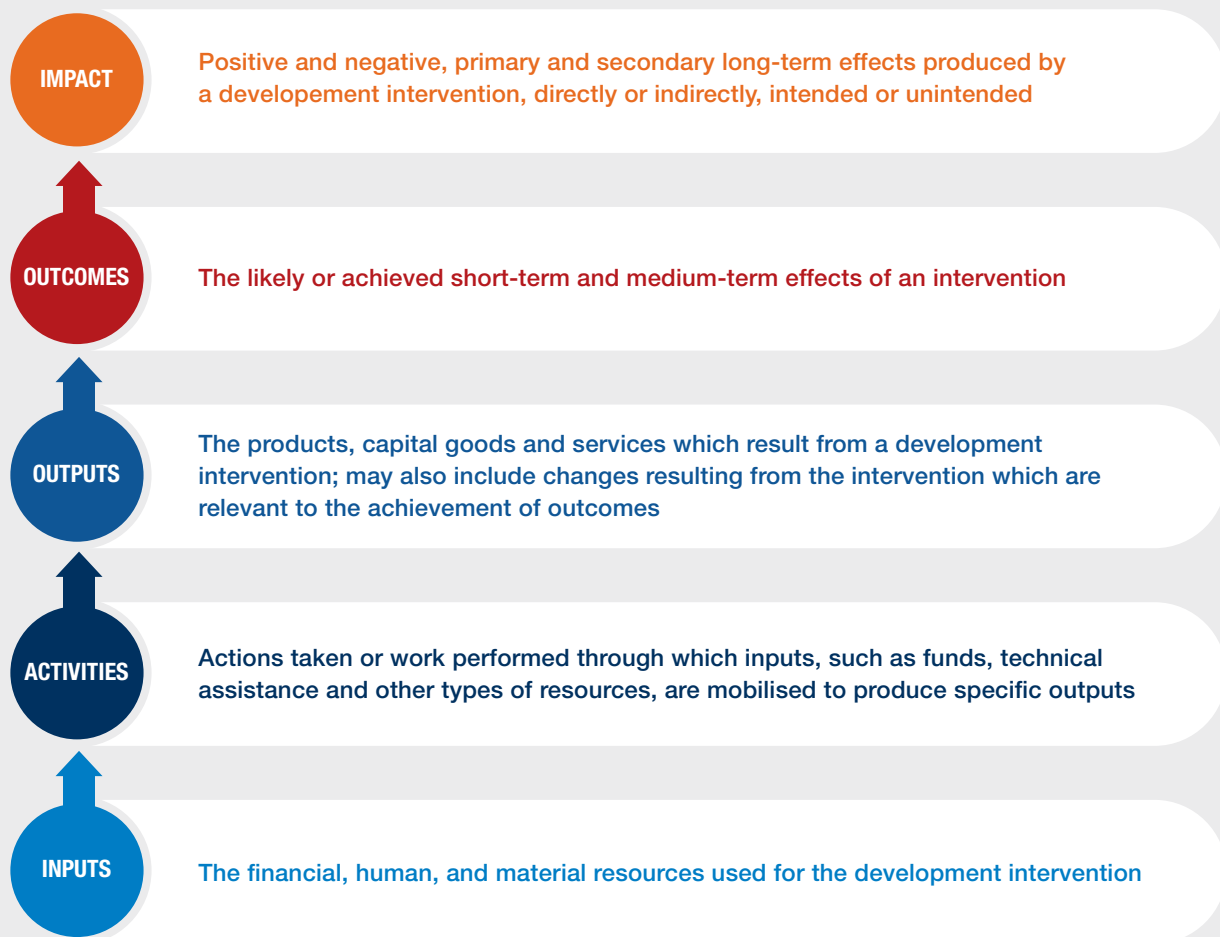 IMPACT
Positive and negative, primary and secondary long-term effects produced by
a developement intervention, directly or indirectly, intended or unintended
OUTCOMES
The likely or achieved short-term and medium-term effects of an intervention
OUTPUTS
The products, capital goods and services which result from a development
intervention; may also include changes resulting from the intervention which are
relevant to the achievement of outcomes
ACTIVITIES
Actions taken or work performed through which inputs, such as funds, technical
assistance and other types of resources, are mobilised to produce specific outputs
INPUTS
The financial, human, and material resources used for the development intervention